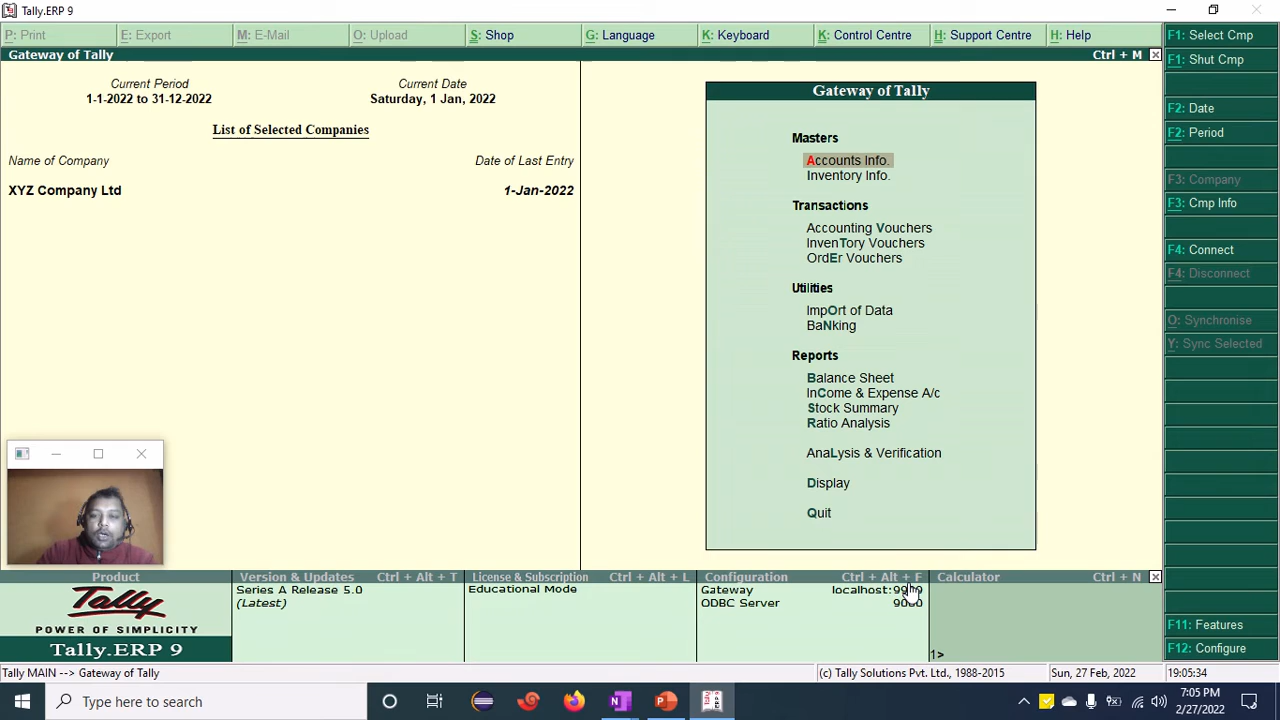 Tally.ERP 9
P: Print
E: Export
M: E-Mail
O: Upload
S: Shop
G: Language
K: Keyboard
K: Control Centre
H: Support Centre
H: Help
Gateway of Tally
Ctrl + M
Current Period
1-1-2022 to 31-12-2022
Current Date
Saturday, 1 Jan, 2022
List of Selected Companies
Name of Company
Date of Last Entry
XYZ Company Ltd
1-Jan-2022
Gateway of Tally
Masters
Accounts Info.
Inventory Info.
Transactions
Accounting Vouchers
InvenTory Vouchers
OrdEr Vouchers
Utilities
ImpOrt of Data
BaNking
Reports
Balance Sheet
InCome & Expense A/c
Stock Summary
Ratio Analysis
AnaLysis & Verification
Display
Quit
F1: Select Cmp
F1: Shut Cmp
F2: Date
F2: Period
F3: Company
F3: Cmp Info
F4: Connect
F4: Disconnect
O: Synchronise
Y: Sync Selected
F11: Features
F12: Configure
Product
Tally
POWER OF SIMPLICITY
Tally.ERP 9
Version & Updates Ctrl + Alt + T
Series A Release 5.0
(Latest)
License & Subscription Ctrl + Alt + L
Educational Mode
Configuration Ctrl + Alt + F
Gateway
ODBC Server
Calculator Ctrl + N
1>
Tally MAIN --> Gateway of Tally
(c) Tally Solutions Pvt. Ltd., 1988-2015
Sun, 27 Feb, 2022
19:05:34
Type here to search
7:05 PM
2/27/2022